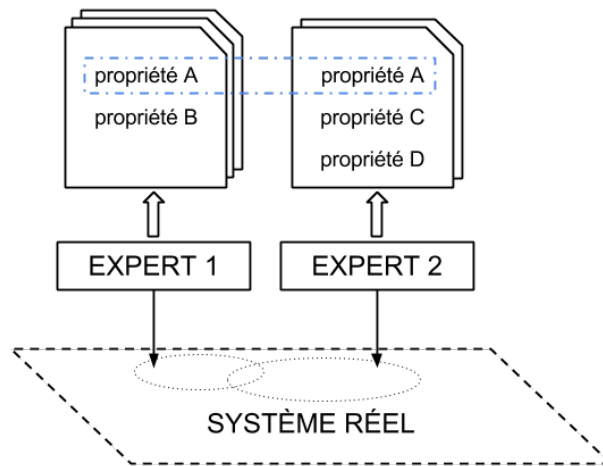 propriété A
propriété B
propriété A
propriété C
propriété D
EXPERT 1
EXPERT 2
SYSTÈME RÉEL